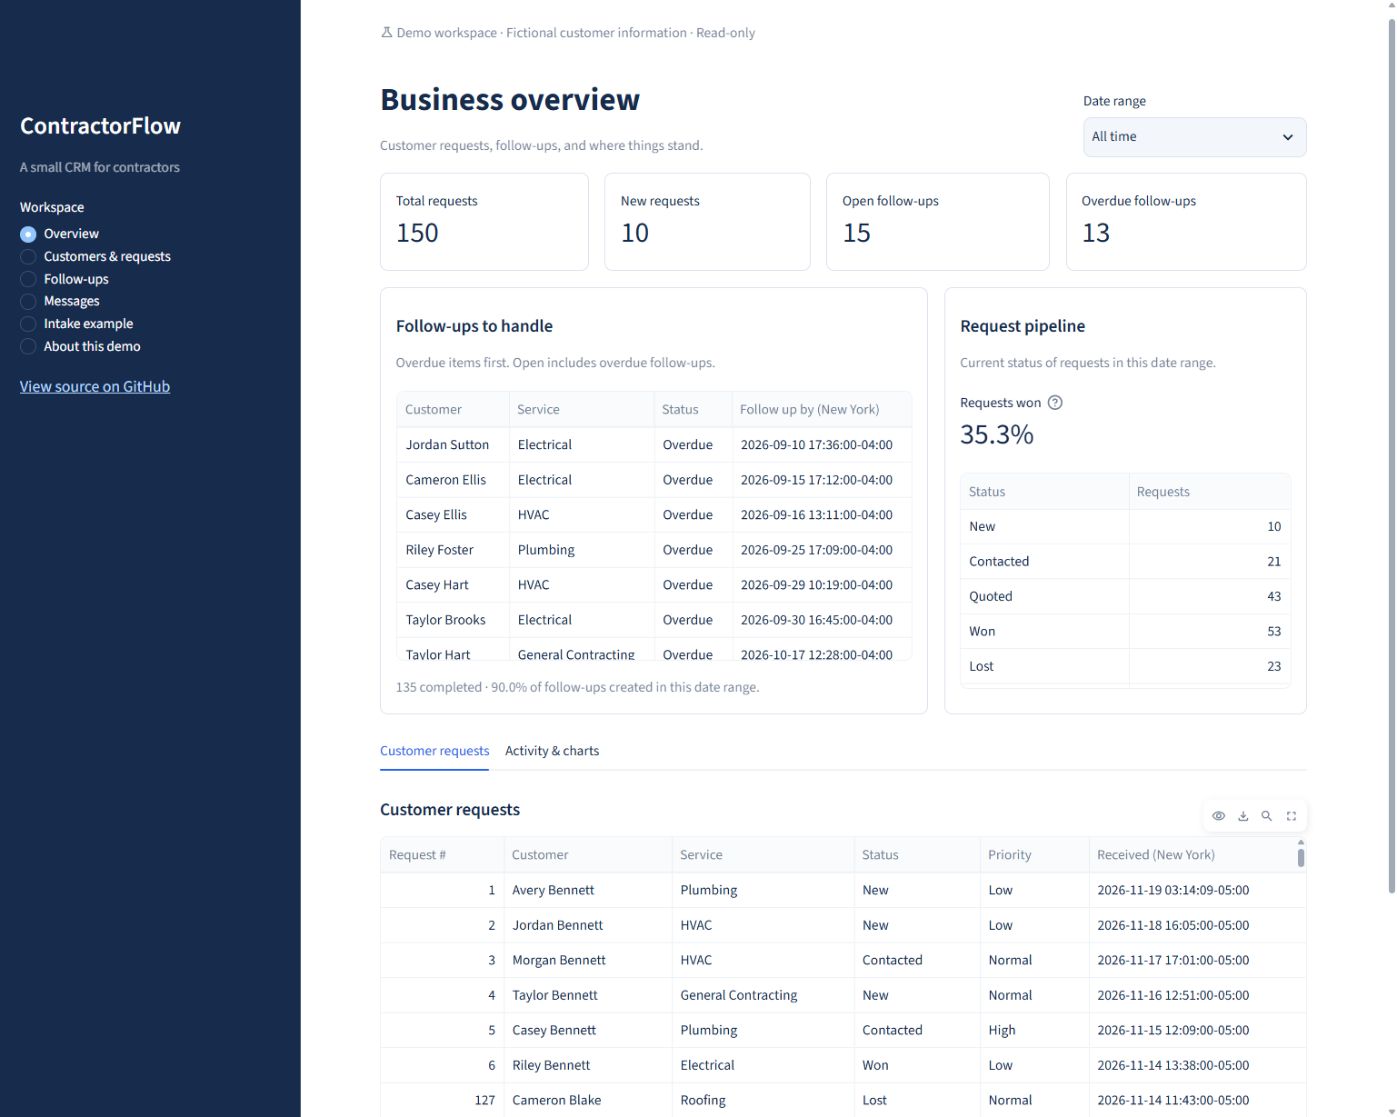 ContractorFlow
A small CRM for contractors
Workspace
Overview
Customers & requests
Follow-ups
Messages
Intake example
About this demo
View source on GitHub
Demo workspace · Fictional customer information · Read-only
Business overview
Customer requests, follow-ups, and where things stand.
Date range
All time
Total requests
150
New requests
10
Open follow-ups
15
Overdue follow-ups
13
Follow-ups to handle
Overdue items first. Open includes overdue follow-ups.
Customer Service Status Follow up by (New York)
Jordan Sutton Electrical Overdue 2026-09-10 17:36:00-04:00
Cameron Ellis Electrical Overdue 2026-09-15 17:12:00-04:00
Casey Ellis HVAC Overdue 2026-09-16 13:11:00-04:00
Riley Foster Plumbing Overdue 2026-09-25 17:09:00-04:00
Casey Hart HVAC Overdue 2026-09-29 10:19:00-04:00
Taylor Brooks Electrical Overdue 2026-09-30 16:45:00-04:00
Taylor Hart General Contracting Overdue 2026-10-17 12:28:00-04:00
135 completed · 90.0% of follow-ups created in this date range.
Request pipeline
Current status of requests in this date range.
Requests won
35.3%
Status Requests
New 10
Contacted 21
Quoted 43
Won 53
Lost 23
Customer requests Activity & charts
Customer requests
Request # Customer Service Status Priority Received (New York)
1 Avery Bennett Plumbing New Low 2026-11-19 03:14:09-05:00
2 Jordan Bennett HVAC New Low 2026-11-18 16:05:00-05:00
3 Morgan Bennett HVAC Contacted Normal 2026-11-17 17:01:00-05:00
4 Taylor Bennett General Contracting New Normal 2026-11-16 12:51:00-05:00
5 Casey Bennett Plumbing Contacted High 2026-11-15 12:09:00-05:00
6 Riley Bennett Electrical Won Low 2026-11-14 13:38:00-05:00
127 Cameron Blake Roofing Lost Normal 2026-11-14 11:43:00-05:00